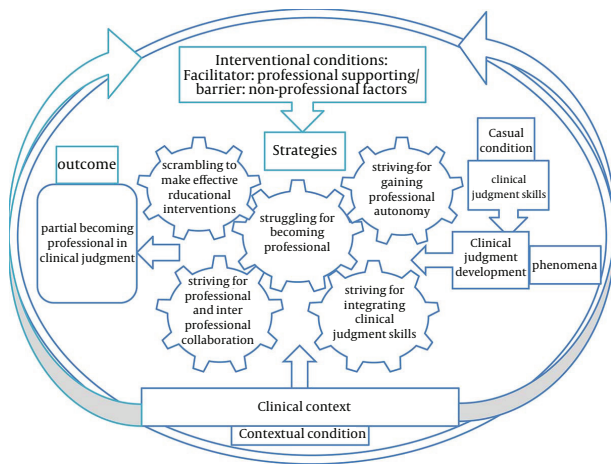 Interventional conditions:
Facilitator: professional supporting/
barrier: non-professional factors
Strategies
outcome
partial becoming
professional in
clinical judgment
scrambling to
make effective
rducational
interventions
struggling for
becoming
professional
striving for
gaining
professional
autonomy
striving for
professional
and inter
professional
collaboration
striving for
integrating
clinical
judgment skills
Casual
condition
clinical
judgment skills
Clinical
judgment
development
phenomena
Clinical context
Contextual condition